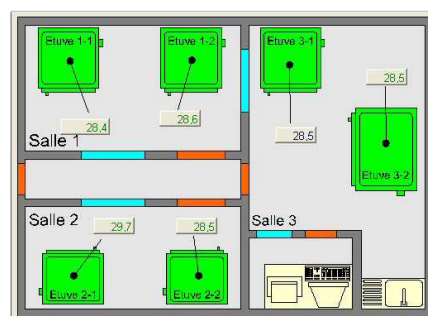 Etuve 1-1
Etuve 1-2
Etuve 3-1
28,5
28,4
28,6
28,5
Salle 1
Etuve 3-2
Salle 2
29,7
28,5
Salle 3
Etuve 2-1
Etuve 2-2